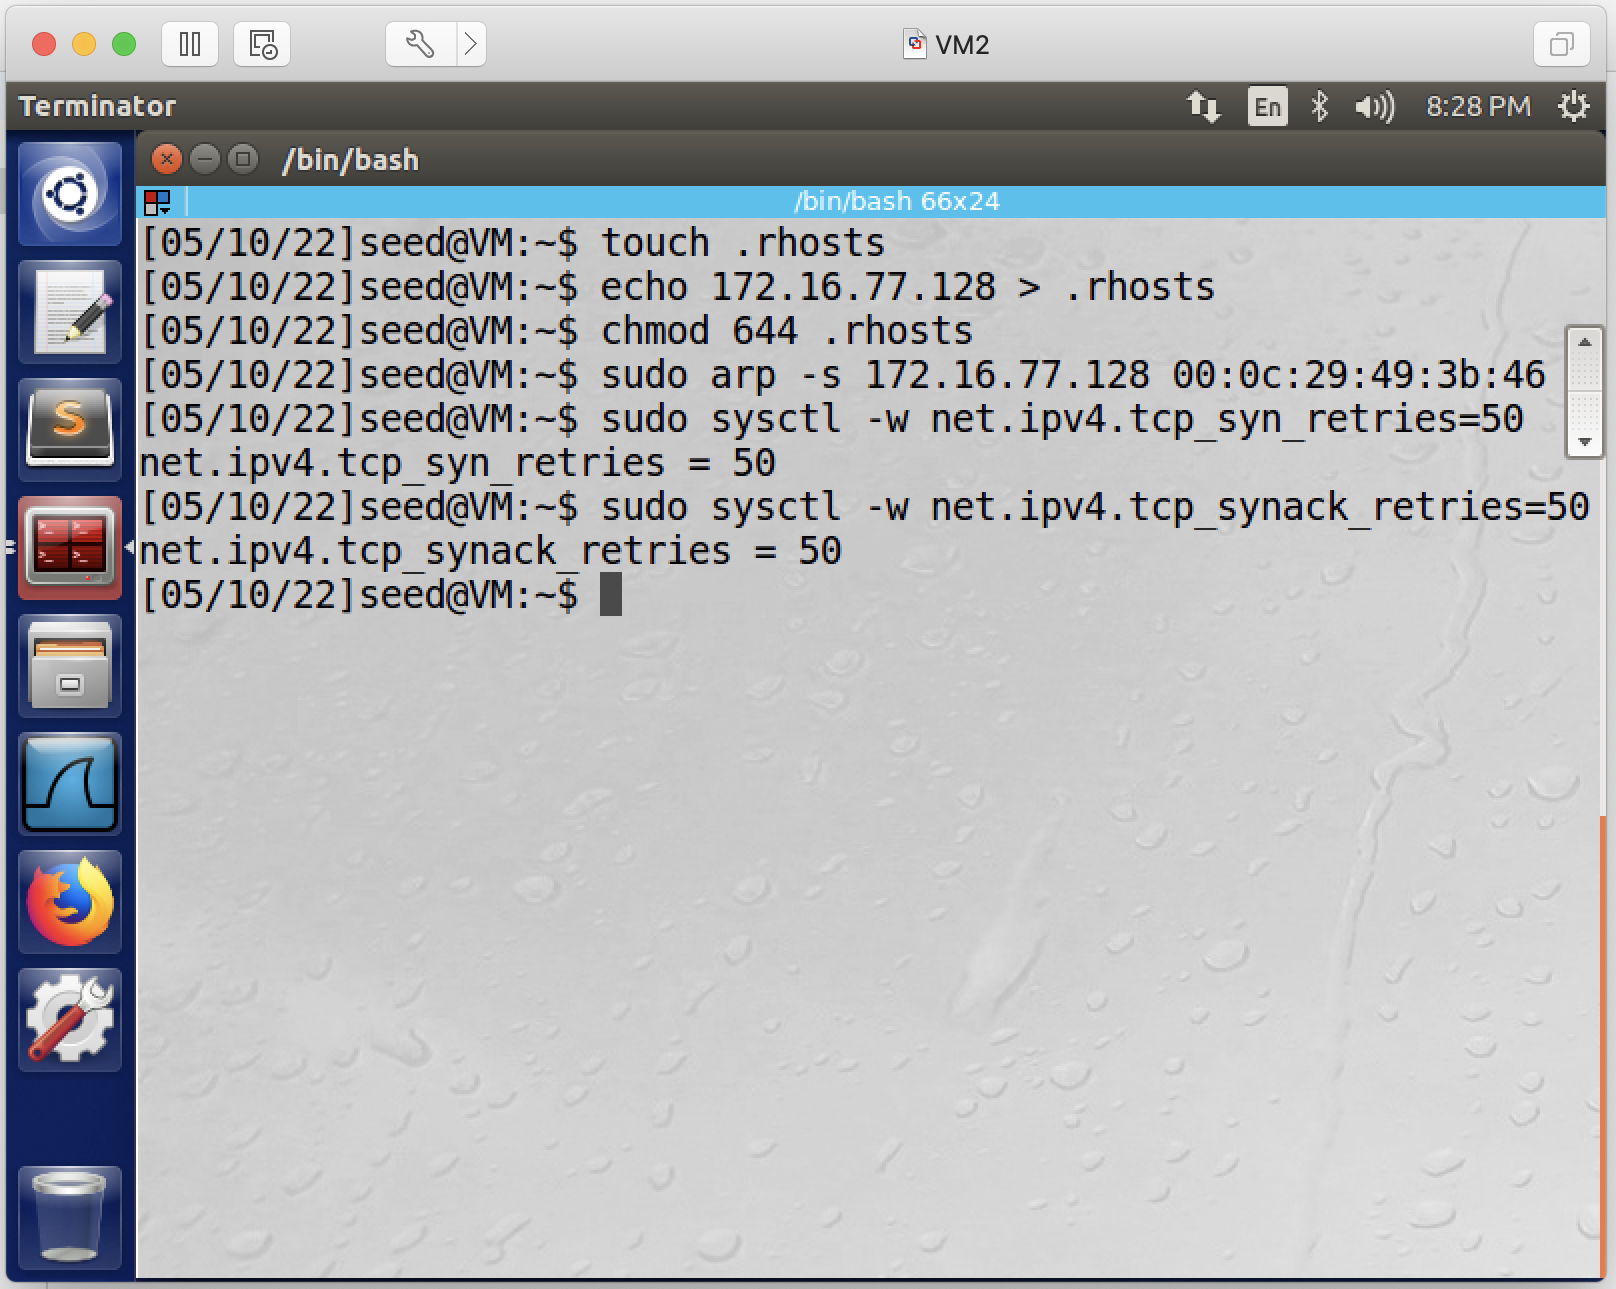 VM2
Terminator
En
8:28 PM
/bin/bash
/bin/bash 66x24
[05/10/22]seed@VM:~$ touch .rhosts
[05/10/22]seed@VM:~$ echo 172.16.77.128 > .rhosts
[05/10/22]seed@VM:~$ chmod 644 .rhosts
[05/10/22]seed@VM:~$ sudo arp -s 172.16.77.128 00:0c:29:49:3b:46
[05/10/22]seed@VM:~$ sudo sysctl -w net.ipv4.tcp_syn_retries=50
net.ipv4.tcp_syn_retries = 50
[05/10/22]seed@VM:~$ sudo sysctl -w net.ipv4.tcp_synack_retries=50
net.ipv4.tcp_synack_retries = 50
[05/10/22]seed@VM:~$